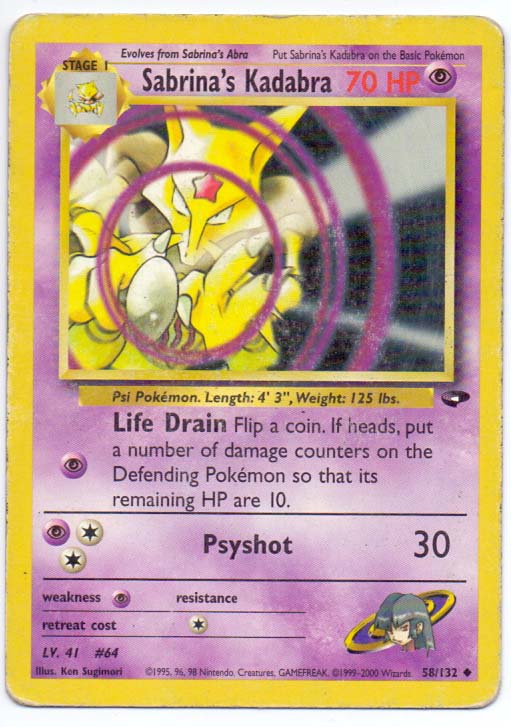 Evolves from Sabrina's Abra Put Sabrina's Kadabra on the Basic Pokémon
STAGE 1
Sabrina's Kadabra 70 HP
Psi Pokémon. Length: 4' 3", Weight: 125 lbs.
Life Drain Flip a coin. If heads, put
a number of damage counters on the
Defending Pokémon so that its
remaining HP are 10.
Psyshot 30
weakness resistance
retreat cost
LV. 41 #64
Illus. Ken Sugimori ©1995, 96, 98 Nintendo, Creatures, GAMEFREAK. ©1999-2000 Wizards. 58/132